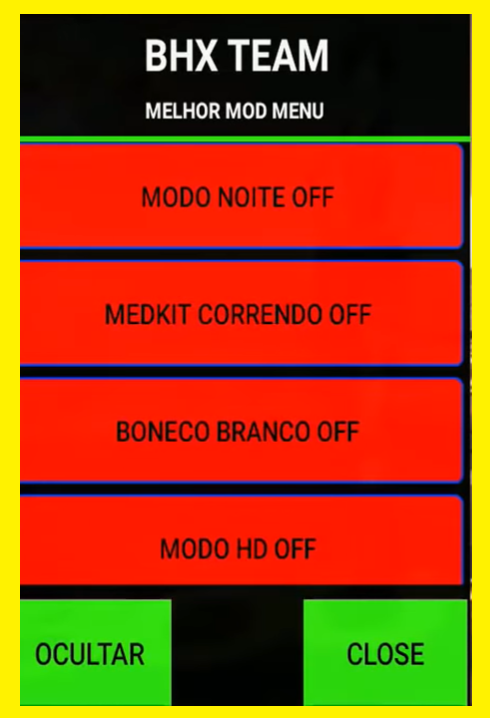 BHX TEAM
MELHOR MOD MENU
MODO NOITE OFF
MEDKIT CORRENDO OFF
BONECO BRANCO OFF
MODO HD OFF
OCULTAR CLOSE